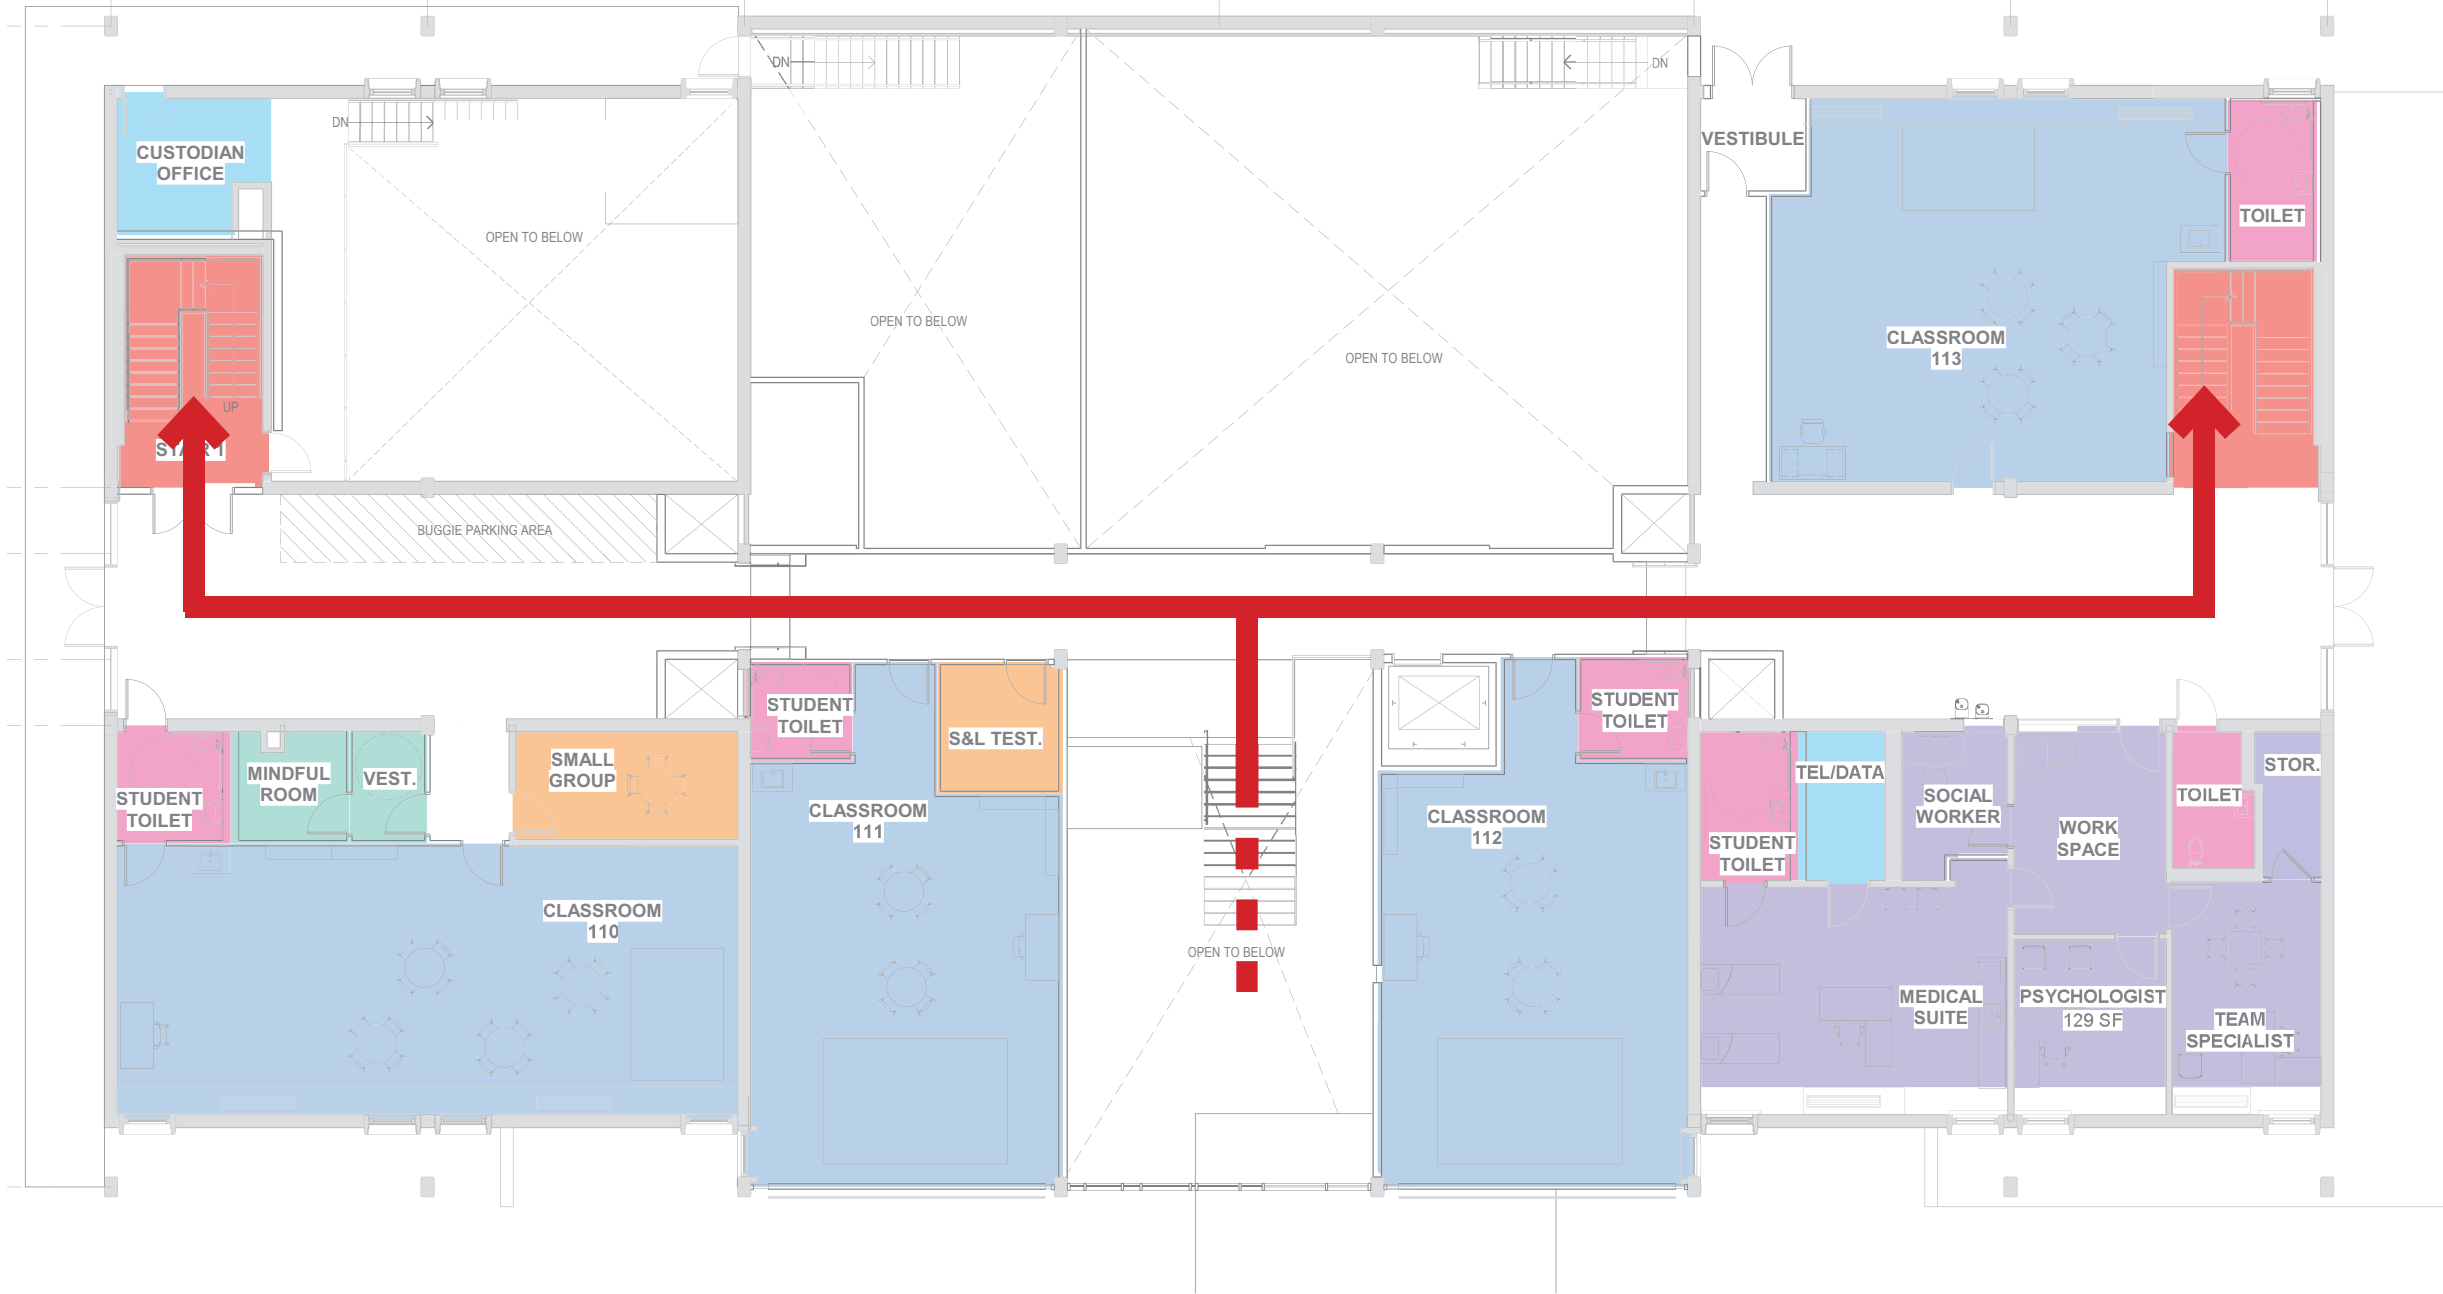 DN
DN
DN
CUSTODIAN
OFFICE
VESTIBULE
TOILET
OPEN TO BELOW
OPEN TO BELOW
OPEN TO BELOW
CLASSROOM
113
UP
STAIR 1
BUGGIE PARKING AREA
STUDENT
TOILET
STUDENT
TOILET
S&L TEST.
SMALL
GROUP
MINDFUL
ROOM
VEST.
STUDENT
TOILET
TEL/DATA
STOR.
SOCIAL
WORKER
TOILET
CLASSROOM
111
CLASSROOM
112
WORK
SPACE
STUDENT
TOILET
CLASSROOM
110
OPEN TO BELOW
MEDICAL
SUITE
PSYCHOLOGIST
129 SF
TEAM
SPECIALIST